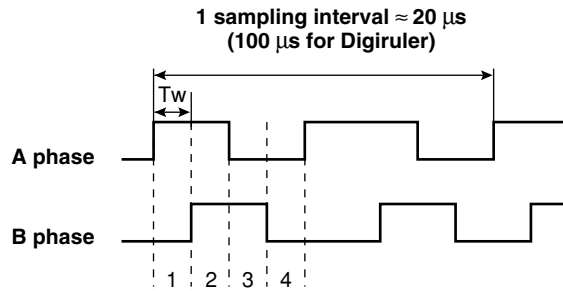 1 sampling interval ≈ 20 μs
(100 μs for Digiruler)
Tw
A phase
B phase
1 2 3 4